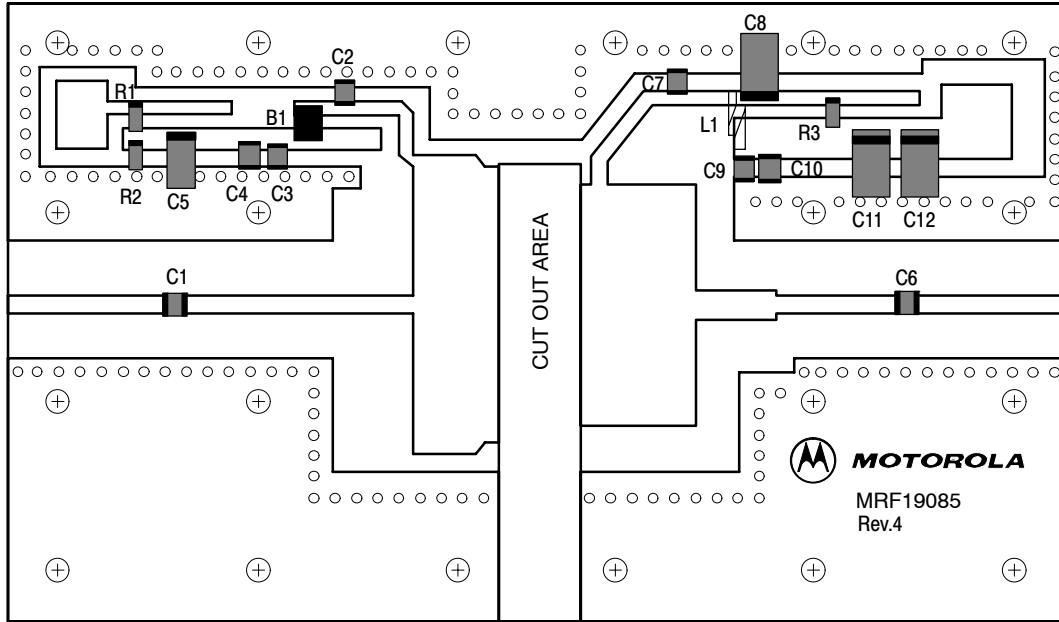 C8
C2
C7
R1
B1
L1
R3
R2
C5
C4
C3
C9
C10
C11
C12
C1
C6
CUT OUT AREA
MOTOROLA
MRF19085
Rev.4